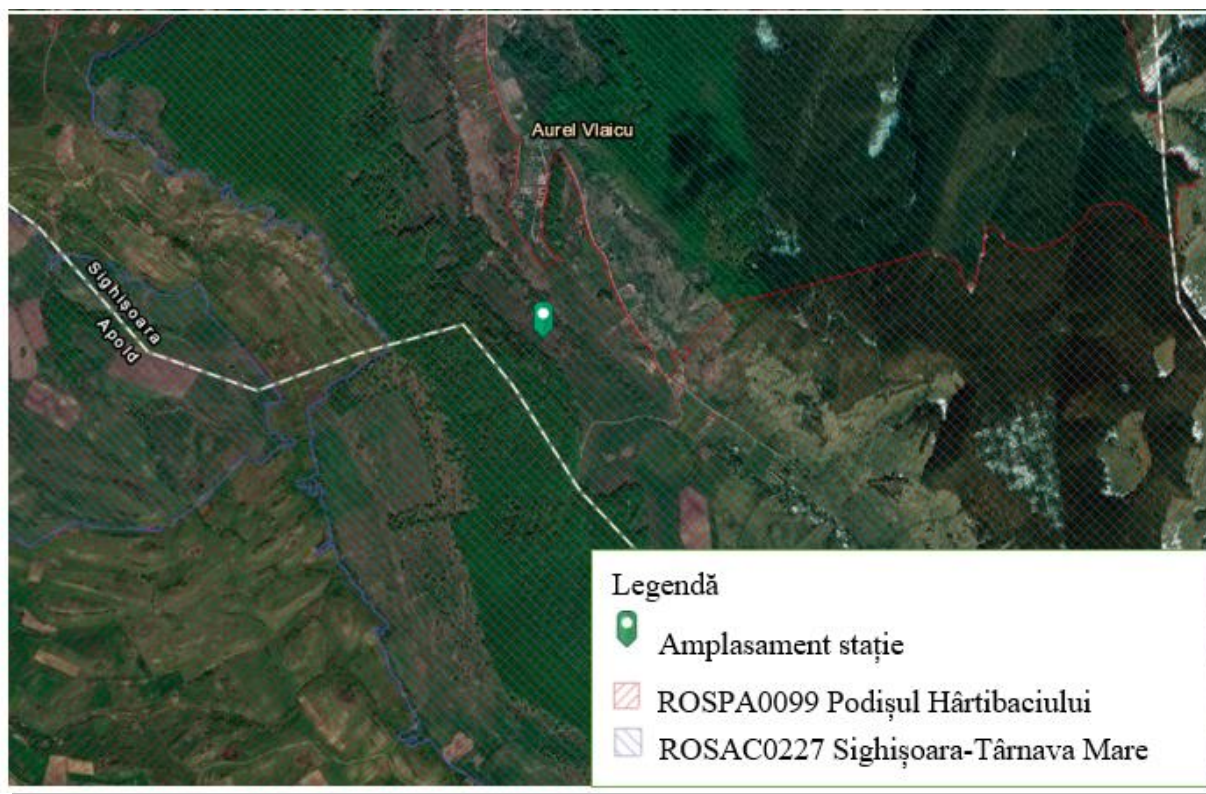 Aurel Vlaicu
Sighișoara
Apold
Legendă
Amplasament stație
ROSPA0099 Podișul Hârtibaciului
ROSAC0227 Sighișoara-Târnava Mare